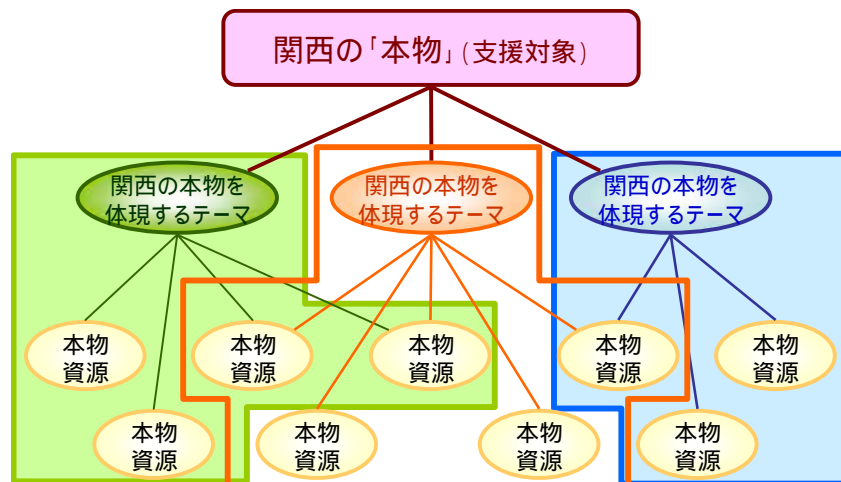 関西の「本物」(支援対象)
関西の本物を
体現するテーマ
関西の本物を
体現するテーマ
関西の本物を
体現するテーマ
本物
資源
本物
資源
本物
資源
本物
資源
本物
資源
本物
資源
本物
資源
本物
資源
本物
資源